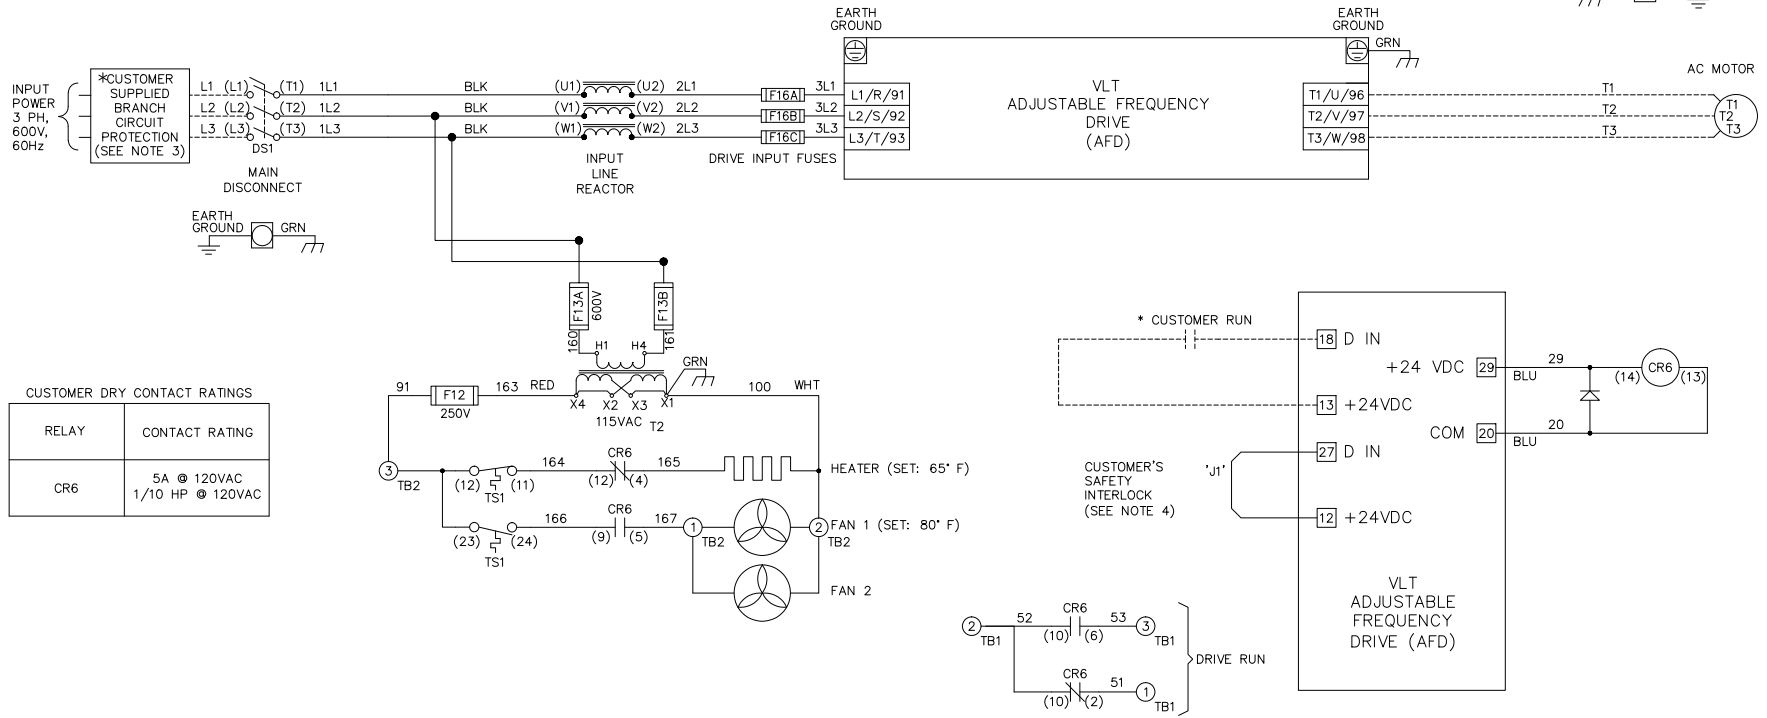 EARTH
GROUND
EARTH
GROUND
GRN
INPUT
POWER
3 PH,
600V,
60Hz
*CUSTOMER
SUPPLIED
BRANCH
CIRCUIT
PROTECTION
(SEE NOTE 3)
L1 (L1) (T1) 1L1 BLK (U1) (U2) 2L1 F16A 3L1 L1/R/91
L2 (L2) (T2) 1L2 BLK (V1) (V2) 2L2 F16B 3L2 L2/S/92
L3 (L3) (T3) 1L3 BLK (W1) (W2) 2L3 F16C 3L3 L3/T/93
DS1
MAIN
DISCONNECT
INPUT
LINE
REACTOR
DRIVE INPUT FUSES
VLT
ADJUSTABLE FREQUENCY
DRIVE
(AFD)
T1/U/96 T1
T2/V/97 T2
T3/W/98 T3
AC MOTOR
T1
T2
T3
EARTH
GROUND
GRN
F13A
600V
F13B
160
161
H1 H4
GRN
91 F12 163 RED
250V
X4 X2 X3 X1
100 WHT
115VAC T2
3
TB2
(12) (11)
TS1
164
CR6
(12) (4)
165
HEATER (SET: 65° F)
(23) (24)
TS1
166
CR6
(9) (5)
167
1
TB2
2
TB2
FAN 1 (SET: 80° F)
FAN 2
CUSTOMER DRY CONTACT RATINGS
RELAY
CONTACT RATING
CR6
5A @ 120VAC
1/10 HP @ 120VAC
* CUSTOMER RUN
18 D IN
13 +24VDC
27 D IN
12 +24VDC
CUSTOMER'S
SAFETY
INTERLOCK
(SEE NOTE 4)
'J1'
+24 VDC 29
COM 20
29
BLU
20
BLU
(14) CR6 (13)
VLT
ADJUSTABLE
FREQUENCY
DRIVE (AFD)
2
TB1
52
CR6
(10) (6)
53
3
TB1
CR6
(10) (2)
51
1
TB1
DRIVE RUN